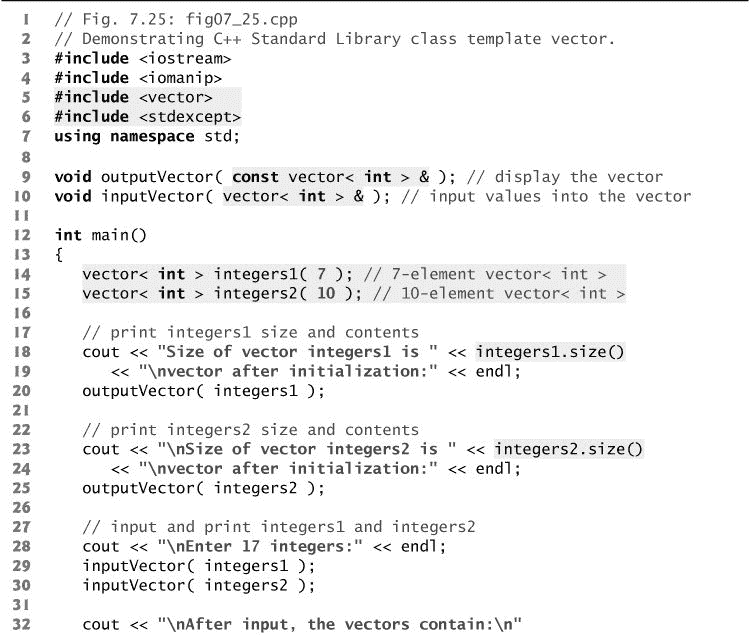 1 // Fig. 7.25: fig07_25.cpp
2 // Demonstrating C++ Standard Library class template vector.
3 #include <iostream>
4 #include <iomanip>
5 #include <vector>
6 #include <stdexcept>
7 using namespace std;
8
9 void outputVector( const vector< int > & ); // display the vector
10 void inputVector( vector< int > & ); // input values into the vector
11
12 int main()
13 {
14 vector< int > integers1( 7 ); // 7-element vector< int >
15 vector< int > integers2( 10 ); // 10-element vector< int >
16
17 // print integers1 size and contents
18 cout << "Size of vector integers1 is " << integers1.size()
19 << "\nvector after initialization:" << endl;
20 outputVector( integers1 );
21
22 // print integers2 size and contents
23 cout << "\nSize of vector integers2 is " << integers2.size()
24 << "\nvector after initialization:" << endl;
25 outputVector( integers2 );
26
27 // input and print integers1 and integers2
28 cout << "\nEnter 17 integers:" << endl;
29 inputVector( integers1 );
30 inputVector( integers2 );
31
32 cout << "\nAfter input, the vectors contain:\n"